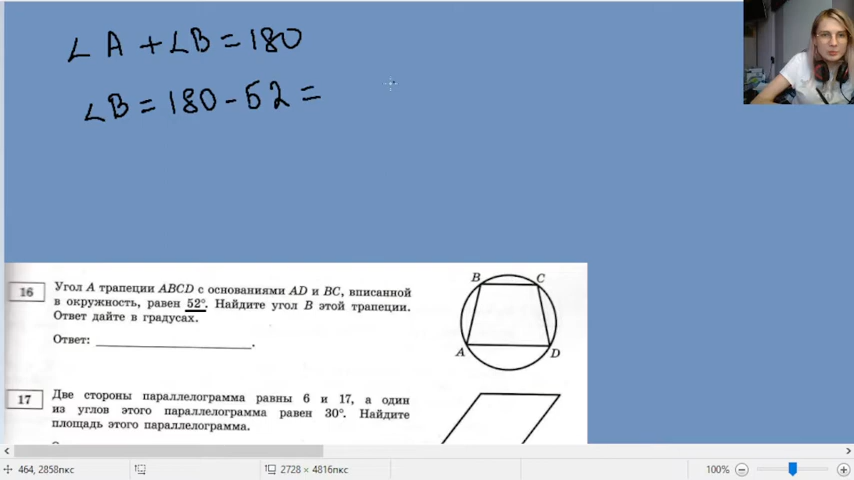 ∠ A + ∠B = 180
∠B = 180 - 52 =
16
Угол A трапеции ABCD с основаниями AD и BC, вписанной
в окружность, равен 52°. Найдите угол B этой трапеции.
Ответ дайте в градусах.
Ответ: ____________________.
B C
A D
17
Две стороны параллелограмма равны 6 и 17, а один
из углов этого параллелограмма равен 30°. Найдите
площадь этого параллелограмма.
464, 2858пкс
2728 × 4816пкс
100%